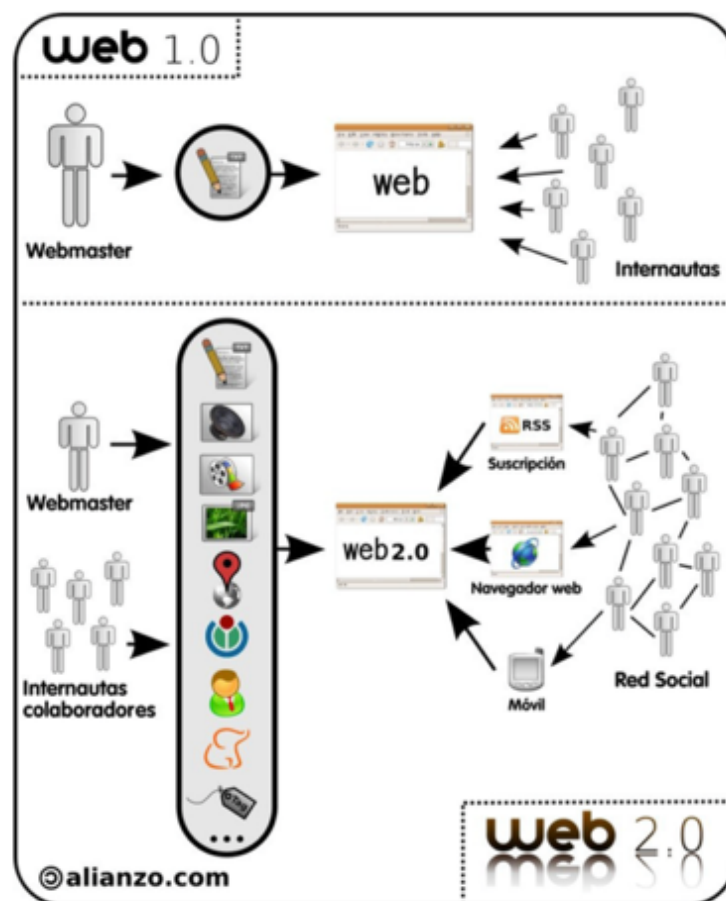 web 1.0
web
Webmaster
Internautas
RSS
Suscripción
Webmaster
web2.0
Navegador web
Internautas
colaboradores
Móvil
Red Social
Tag
...
web 2.0
©alianzo.com